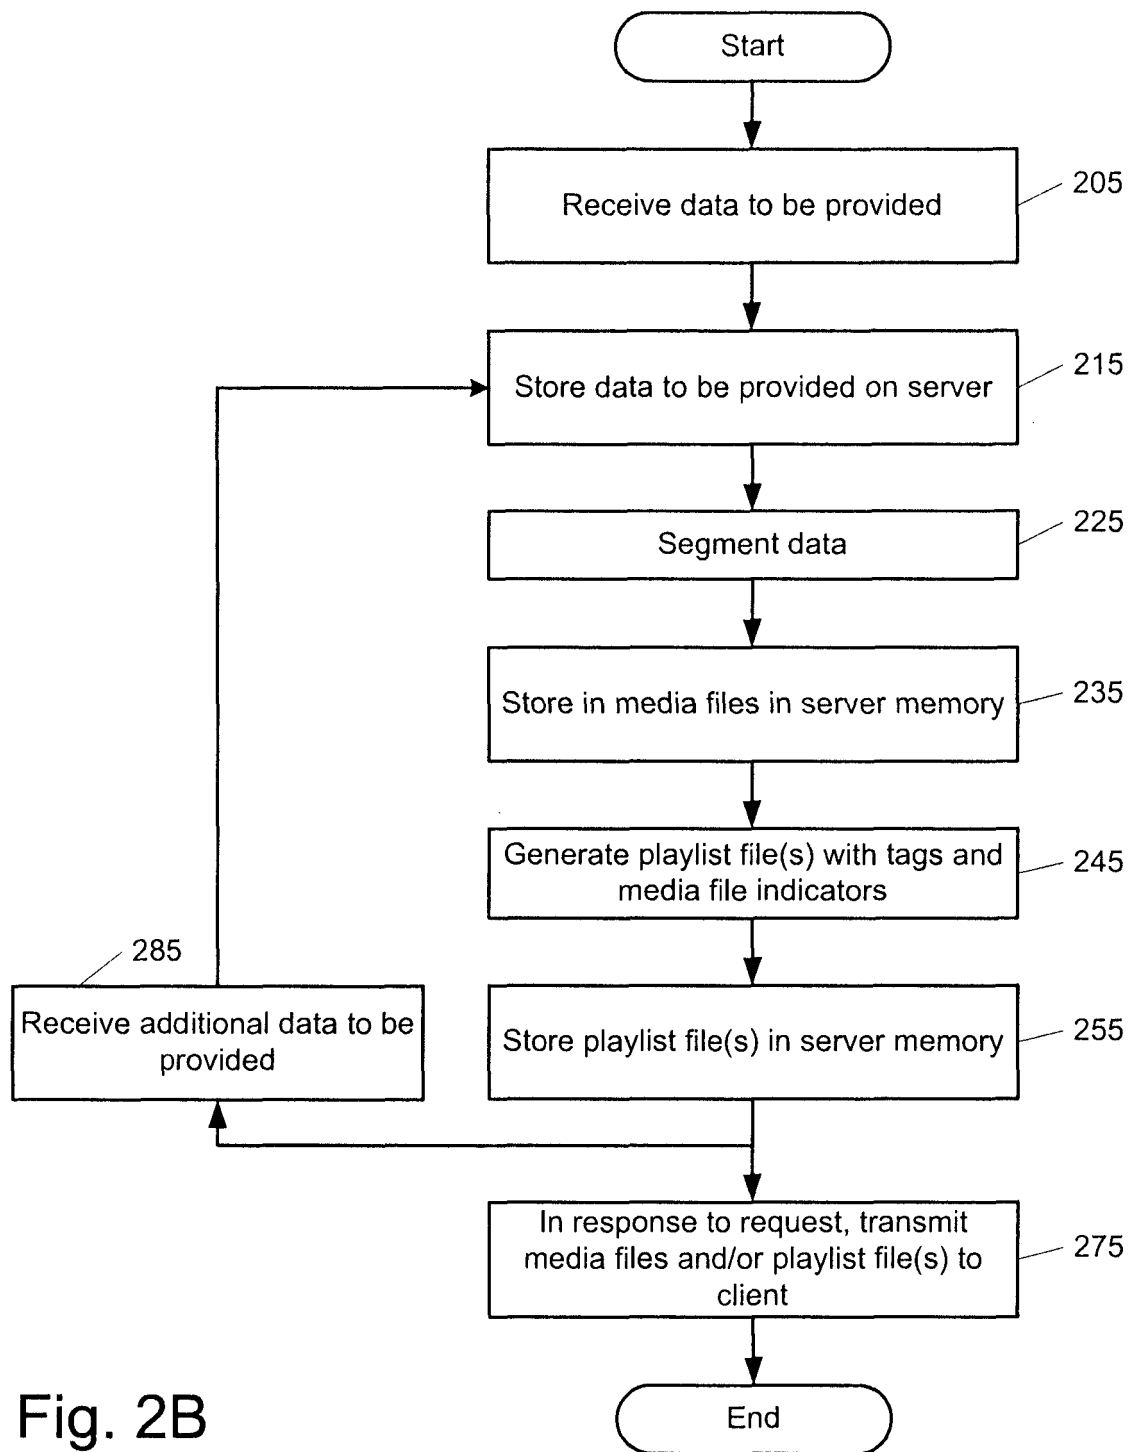 Start
Receive data to be provided
205
Store data to be provided on server
215
Segment data
225
Store in media files in server memory
235
Generate playlist file(s) with tags and
media file indicators
245
285
Receive additional data to be
provided
Store playlist file(s) in server memory
255
In response to request, transmit
media files and/or playlist file(s) to
client
275
End
Fig. 2B